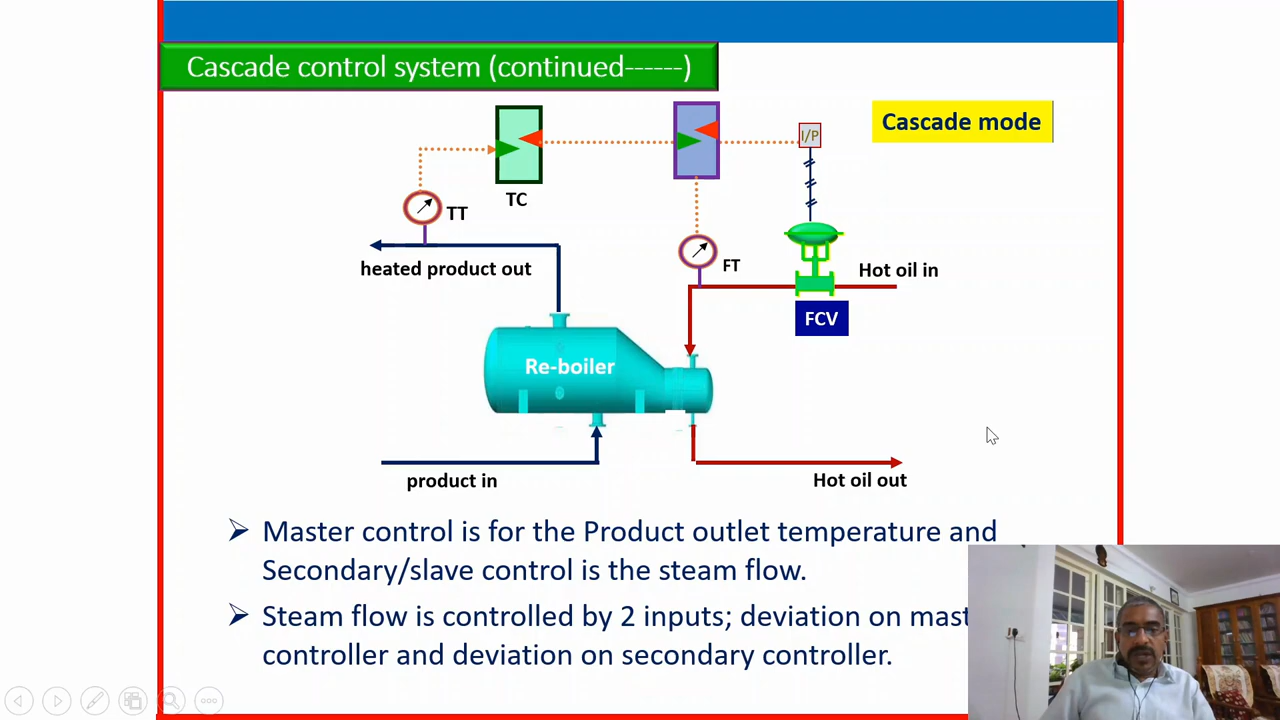 Cascade control system (continued------)
Cascade mode
I/P
TC
TT
FT
heated product out
Hot oil in
FCV
Re-boiler
product in
Hot oil out
Master control is for the Product outlet temperature and
Secondary/slave control is the steam flow.
Steam flow is controlled by 2 inputs; deviation on mast
controller and deviation on secondary controller.